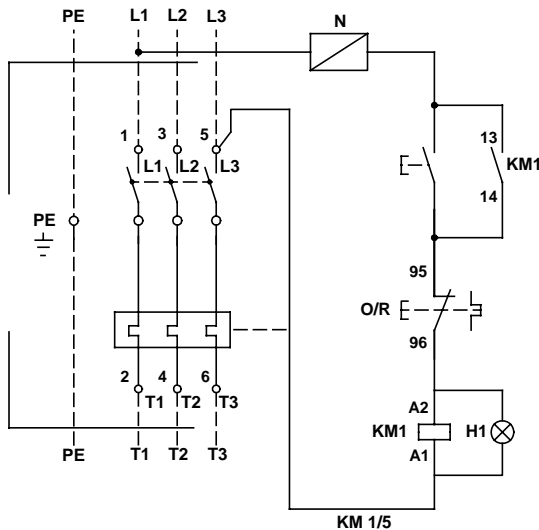 PE L1 L2 L3 N
1 3 5 13
L1 L2 L3 KM1
14
PE
95
O/R
96
2 4 6
T1 T2 T3 A2
KM1 H1
A1
PE T1 T2 T3
KM 1/5